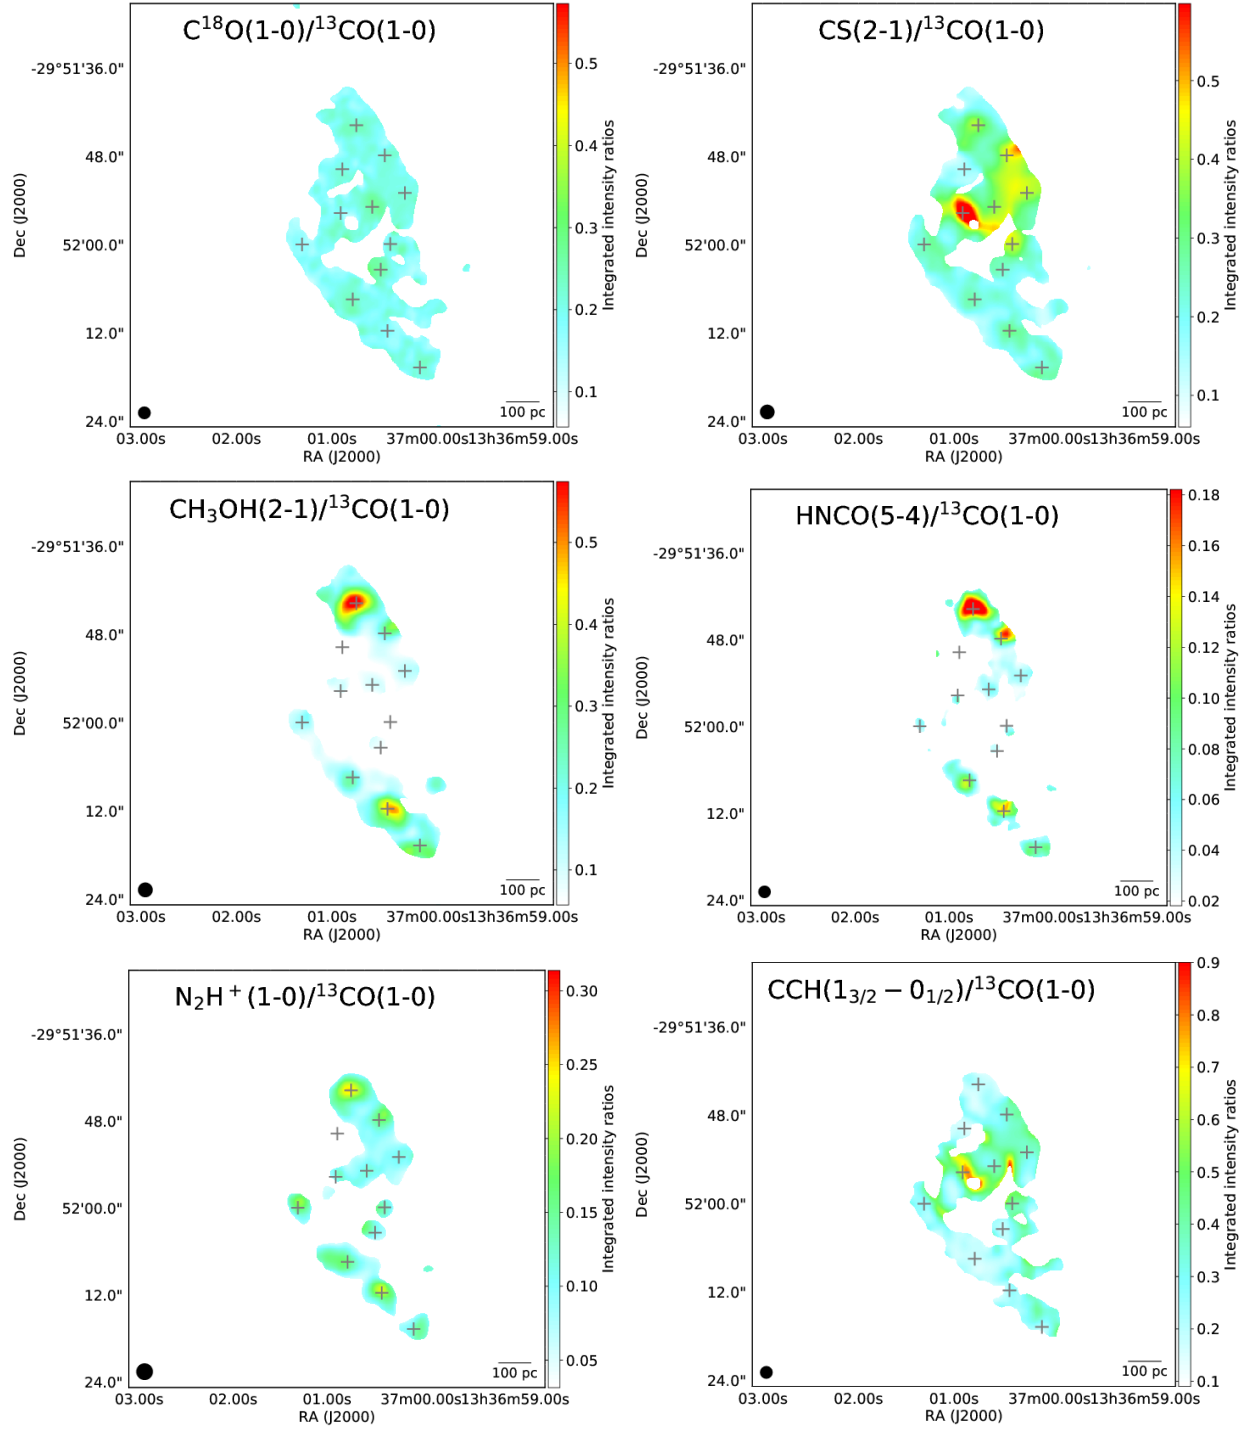 C18O(1-0)/13CO(1-0)
-29°51'36.0"
48.0"
52'00.0"
12.0"
24.0"
Dec (J2000)
03.00s 02.00s 01.00s 37m00.00s13h36m59.00s
RA (J2000)
100 pc
0.5
0.4
0.3
0.2
0.1
Integrated intensity ratios
CS(2-1)/13CO(1-0)
-29°51'36.0"
48.0"
52'00.0"
12.0"
24.0"
Dec (J2000)
03.00s 02.00s 01.00s 37m00.00s13h36m59.00s
RA (J2000)
100 pc
0.5
0.4
0.3
0.2
0.1
Integrated intensity ratios
CH3OH(2-1)/13CO(1-0)
-29°51'36.0"
48.0"
52'00.0"
12.0"
24.0"
Dec (J2000)
03.00s 02.00s 01.00s 37m00.00s13h36m59.00s
RA (J2000)
100 pc
0.5
0.4
0.3
0.2
0.1
Integrated intensity ratios
HNCO(5-4)/13CO(1-0)
-29°51'36.0"
48.0"
52'00.0"
12.0"
24.0"
Dec (J2000)
03.00s 02.00s 01.00s 37m00.00s13h36m59.00s
RA (J2000)
100 pc
0.18
0.16
0.14
0.12
0.10
0.08
0.06
0.04
0.02
Integrated intensity ratios
N2H+(1-0)/13CO(1-0)
-29°51'36.0"
48.0"
52'00.0"
12.0"
24.0"
Dec (J2000)
03.00s 02.00s 01.00s 37m00.00s13h36m59.00s
RA (J2000)
100 pc
0.30
0.25
0.20
0.15
0.10
0.05
Integrated intensity ratios
CCH(13/2 − 01/2)/13CO(1-0)
-29°51'36.0"
48.0"
52'00.0"
12.0"
24.0"
Dec (J2000)
03.00s 02.00s 01.00s 37m00.00s13h36m59.00s
RA (J2000)
100 pc
0.9
0.8
0.7
0.6
0.5
0.4
0.3
0.2
0.1
Integrated intensity ratios